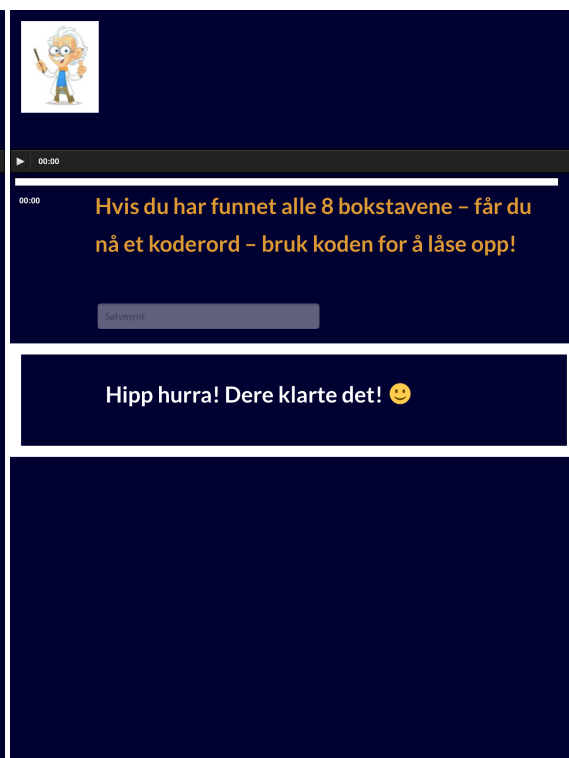 00:00
00:00
Hvis du har funnet alle 8 bokstavene – får du
nå et koderord – bruk koden for å låse opp!
Sølvmynt
Hipp hurra! Dere klarte det! 🙂